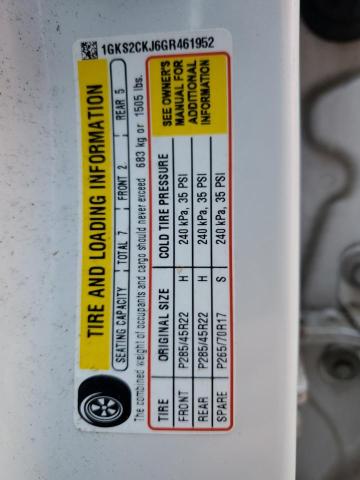 1GKS2CKJ6GR461952
TIRE AND LOADING INFORMATION
SEATING CAPACITY TOTAL 7 FRONT 2 REAR 5
The combined weight of occupants and cargo should never exceed 683 kg or 1505 lbs.
TIRE ORIGINAL SIZE COLD TIRE PRESSURE
FRONT P285/45R22 H 240 kPa, 35 PSI
REAR P285/45R22 H 240 kPa, 35 PSI
SPARE P265/70R17 S 240 kPa, 35 PSI
SEE OWNER'S
MANUAL FOR
ADDITIONAL
INFORMATION